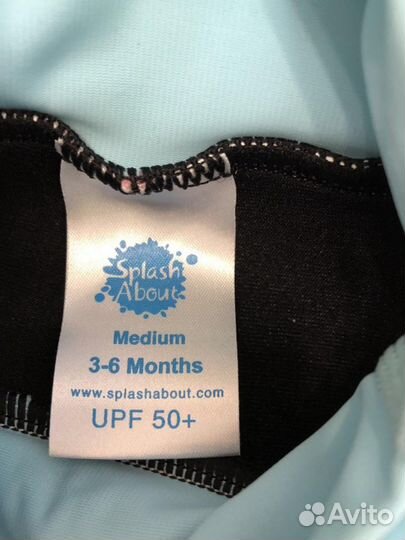 Splash
About
Medium
3-6 Months
www.splashabout.com
UPF 50+
Avito